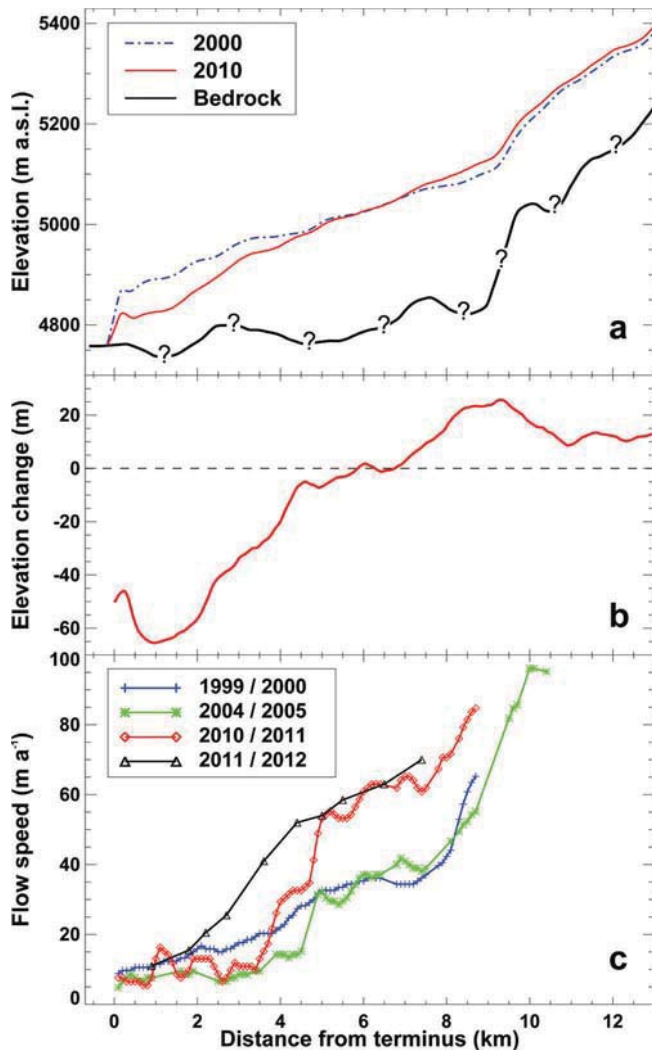 5400
2000
2010
Bedrock
5200
5000
4800
Elevation (m a.s.l.)
? ? ? ? ? ? ? ?
a
20
0
-20
-40
-60
Elevation change (m)
b
100
1999 / 2000
2004 / 2005
2010 / 2011
2011 / 2012
80
60
40
20
0
Flow speed (m a⁻¹)
c
0 2 4 6 8 10 12
Distance from terminus (km)